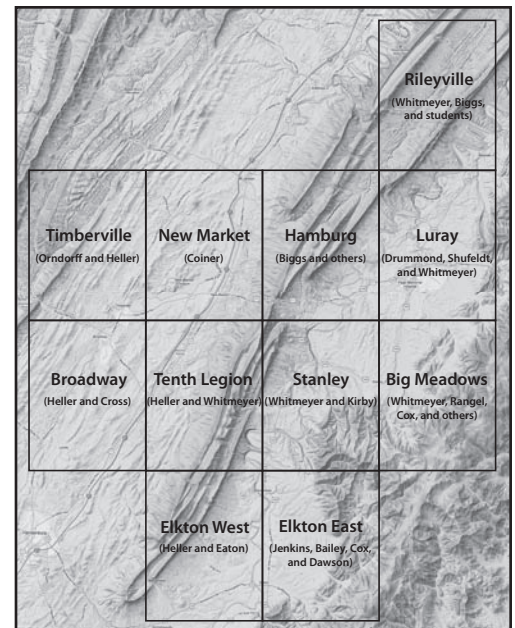 Rileyville
(Whitmeyer, Biggs,
and students)
Timberville
(Orndorff and Heller)
New Market
(Coiner)
Hamburg
(Biggs and others)
Luray
(Drummond, Shufeldt,
and Whitmeyer)
Broadway
(Heller and Cross)
Tenth Legion
(Heller and Whitmeyer)
Stanley
(Whitmeyer and Kirby)
Big Meadows
(Whitmeyer, Rangel,
Cox, and others)
Elkton West
(Heller and Eaton)
Elkton East
(Jenkins, Bailey, Cox,
and Dawson)